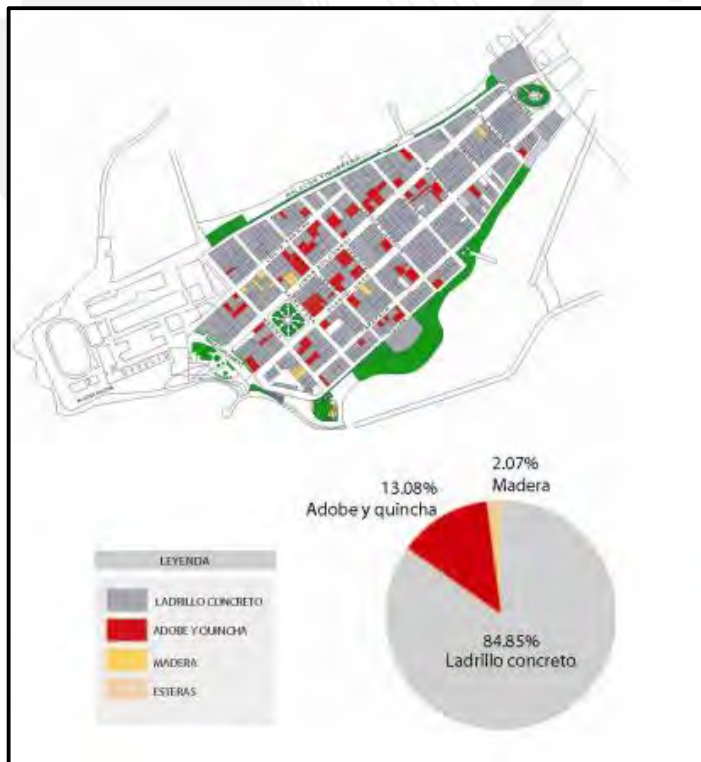 2.07%
Madera
13.08%
Adobe y quincha
84.85%
Ladrillo concreto
LEYENDA
LADRILLO CONCRETO
ADOBE Y QUINCHA
MADERA
ESTERAS